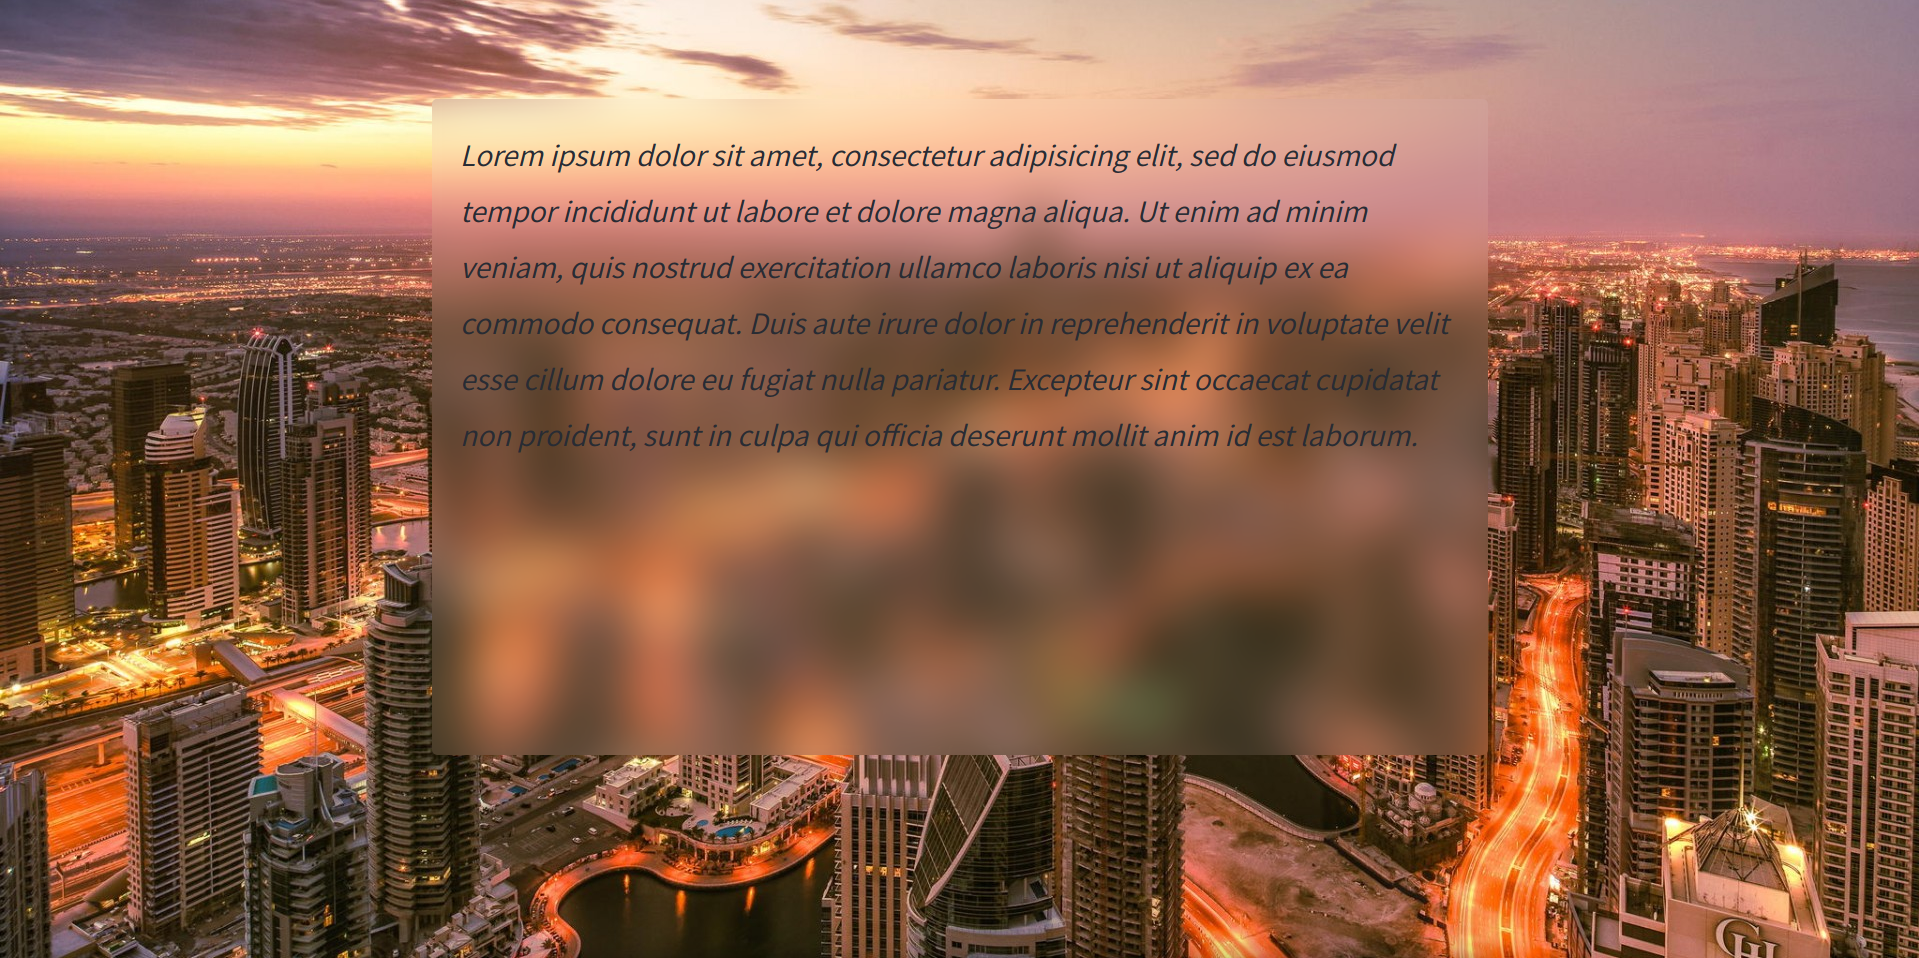 Lorem ipsum dolor sit amet, consectetur adipisicing elit, sed do eiusmod
tempor incididunt ut labore et dolore magna aliqua. Ut enim ad minim
veniam, quis nostrud exercitation ullamco laboris nisi ut aliquip ex ea
commodo consequat. Duis aute irure dolor in reprehenderit in voluptate velit
esse cillum dolore eu fugiat nulla pariatur. Excepteur sint occaecat cupidatat
non proident, sunt in culpa qui officia deserunt mollit anim id est laborum.